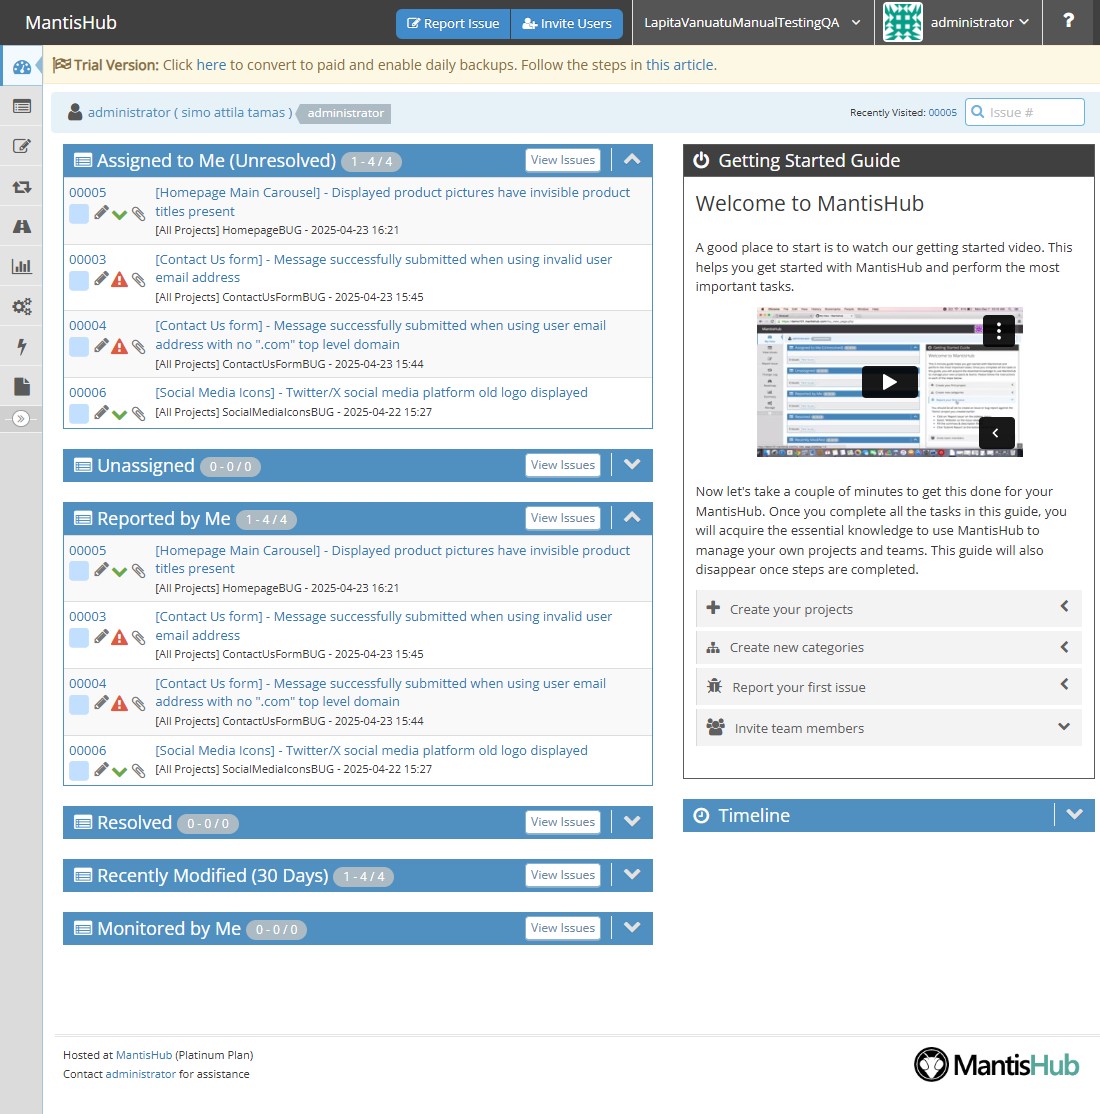 MantisHub
Report Issue
Invite Users
LapitaVanuatuManualTestingQA
administrator
?
Trial Version: Click here to convert to paid and enable daily backups. Follow the steps in this article.
administrator ( simo attila tamas ) administrator
Recently Visited: 00005
Issue #
Assigned to Me (Unresolved) 1 - 4 / 4
View Issues
00005
[Homepage Main Carousel] - Displayed product pictures have invisible product
titles present
[All Projects] HomepageBUG - 2025-04-23 16:21
00003
[Contact Us form] - Message successfully submitted when using invalid user
email address
[All Projects] ContactUsFormBUG - 2025-04-23 15:45
00004
[Contact Us form] - Message successfully submitted when using user email
address with no ".com" top level domain
[All Projects] ContactUsFormBUG - 2025-04-23 15:44
00006
[Social Media Icons] - Twitter/X social media platform old logo displayed
[All Projects] SocialMediaIconsBUG - 2025-04-22 15:27
Unassigned 0 - 0 / 0
View Issues
Reported by Me 1 - 4 / 4
View Issues
00005
[Homepage Main Carousel] - Displayed product pictures have invisible product
titles present
[All Projects] HomepageBUG - 2025-04-23 16:21
00003
[Contact Us form] - Message successfully submitted when using invalid user
email address
[All Projects] ContactUsFormBUG - 2025-04-23 15:45
00004
[Contact Us form] - Message successfully submitted when using user email
address with no ".com" top level domain
[All Projects] ContactUsFormBUG - 2025-04-23 15:44
00006
[Social Media Icons] - Twitter/X social media platform old logo displayed
[All Projects] SocialMediaIconsBUG - 2025-04-22 15:27
Resolved 0 - 0 / 0
View Issues
Recently Modified (30 Days) 1 - 4 / 4
View Issues
Monitored by Me 0 - 0 / 0
View Issues
Getting Started Guide
Welcome to MantisHub
A good place to start is to watch our getting started video. This
helps you get started with MantisHub and perform the most
important tasks.
Now let's take a couple of minutes to get this done for your
MantisHub. Once you complete all the tasks in this guide, you
will acquire the essential knowledge to use MantisHub to
manage your own projects and teams. This guide will also
disappear once steps are completed.
Create your projects
Create new categories
Report your first issue
Invite team members
Timeline
Hosted at MantisHub (Platinum Plan)
Contact administrator for assistance
MantisHub